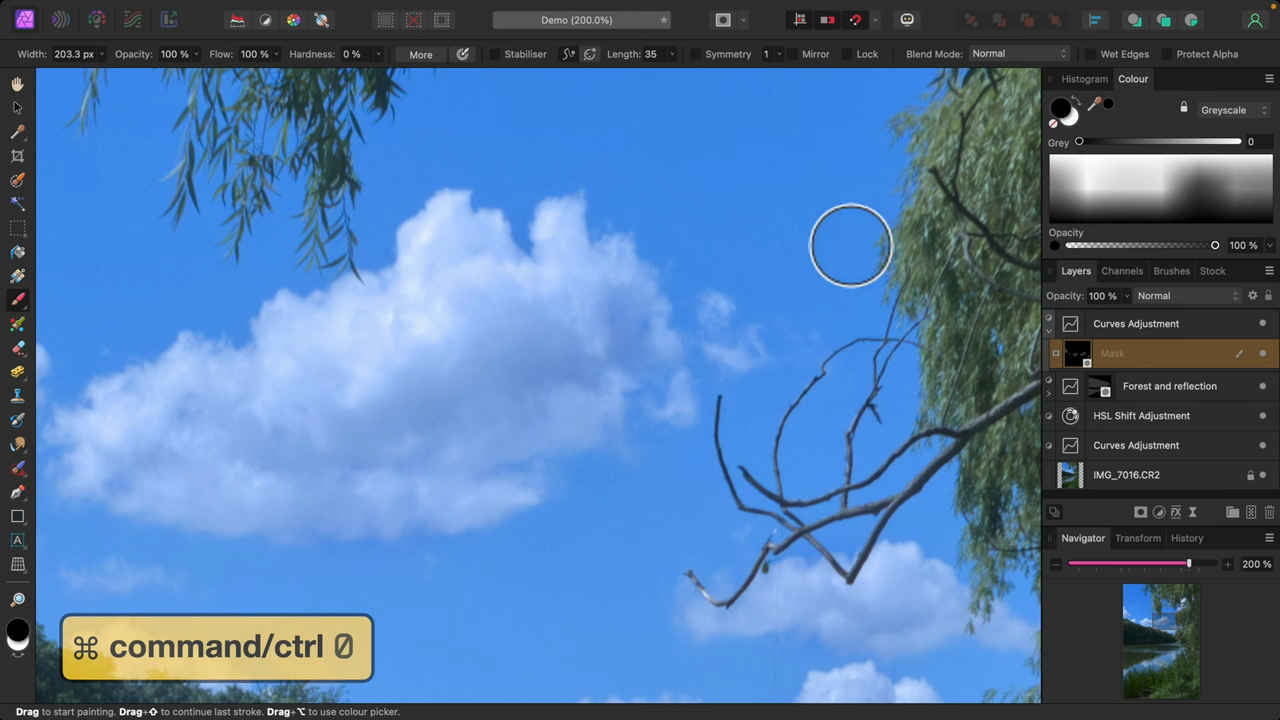 Demo (200.0%)
Width: 203.3 px Opacity: 100 % Flow: 100 % Hardness: 0 % More Stabiliser Length: 35 Symmetry 1 Mirror Lock Blend Mode: Normal Wet Edges Protect Alpha
Histogram Colour
Greyscale
Grey 0
Opacity
100 %
Layers Channels Brushes Stock
Opacity: 100 % Normal
Curves Adjustment
Mask
Forest and reflection
HSL Shift Adjustment
Curves Adjustment
IMG_7016.CR2
A
Navigator Transform History
200 %
⌘ command/ctrl 0
Drag to start painting. Drag+⇧ to continue last stroke. Drag+⌥ to use colour picker.